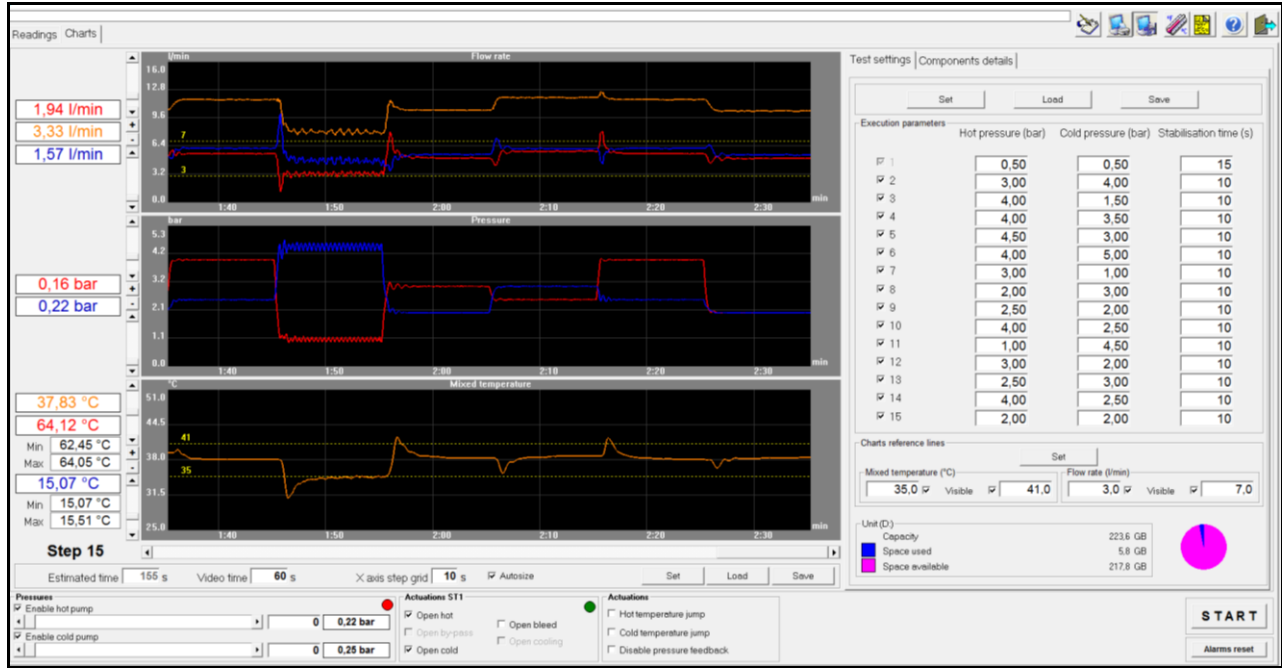 Readings Charts
l/min Flow rate
16.0
12.8
9.6
7
6.4
3.2
3
0.0
1:40 1:50 2:00 2:10 2:20 2:30 min
1,94 l/min
3,33 l/min
1,57 l/min
bar Pressure
5.3
4.2
3.2
2.1
1.1
0.0
1:40 1:50 2:00 2:10 2:20 2:30 min
0,16 bar
0,22 bar
°C Mixed temperature
51.0
44.5
41
38.0
35
31.5
25.0
min
37,83 °C
64,12 °C
Min 62,45 °C
Max 64,05 °C
15,07 °C
Min 15,07 °C
Max 15,51 °C
Step 15
Estimated time 155 s Video time 60 s X axis step grid 10 s Autosize Set Load Save
Test settings Components details
Set Load Save
Execution parameters
Hot pressure (bar) Cold pressure (bar) Stabilisation time (s)
1 0,50 0,50 15
2 3,00 4,00 10
3 4,00 1,50 10
4 4,00 3,50 10
5 4,50 3,00 10
6 4,00 5,00 10
7 3,00 1,00 10
8 2,00 3,00 10
9 2,50 2,00 10
10 4,00 2,50 10
11 1,00 4,50 10
12 3,00 2,00 10
13 2,50 3,00 10
14 4,00 2,50 10
15 2,00 2,00 10
Charts reference lines
Set
Mixed temperature (°C) Flow rate (l/min)
35,0 Visible 41,0 3,0 Visible 7,0
Unit (D:)
Capacity 223,6 GB
Space used 5,8 GB
Space available 217,8 GB
Pressures
Enable hot pump
0 0,22 bar
Enable cold pump
0 0,25 bar
Actuations ST1
Open hot Open bleed
Open by-pass Open cooling
Open cold
Actuations
Hot temperature jump
Cold temperature jump
Disable pressure feedback
START
Alarms reset